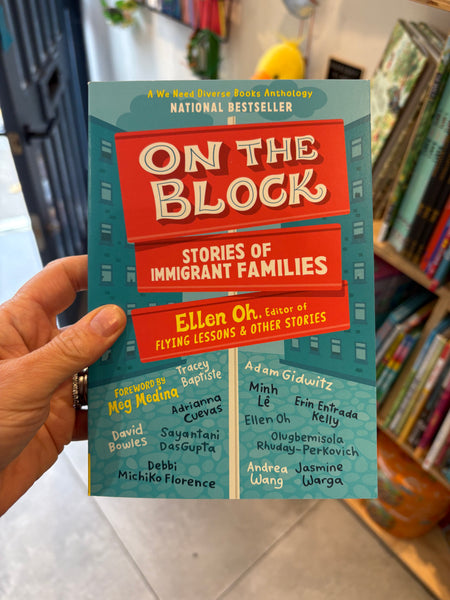 A We Need Diverse Books Anthology
NATIONAL BESTSELLER
ON THE
BLOCK
STORIES OF
IMMIGRANT FAMILIES
Ellen Oh, Editor of
FLYING LESSONS & OTHER STORIES
FOREWORD BY
Meg Medina
Tracey
Baptiste
Adrianna
Cuevas
David
Bowles
Sayantani
DasGupta
Debbi
Michiko Florence
Adam Gidwitz
Minh
Lê
Erin Entrada
Kelly
Ellen Oh
Olugbemisola
Rhuday-Perkovich
Andrea
Wang
Jasmine
Warga